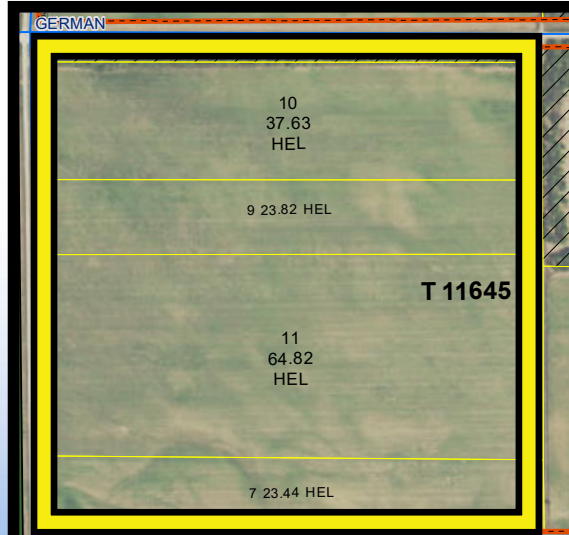 GERMAN
10
37.63
HEL
9 23.82 HEL
T 11645
11
64.82
HEL
7 23.44 HEL